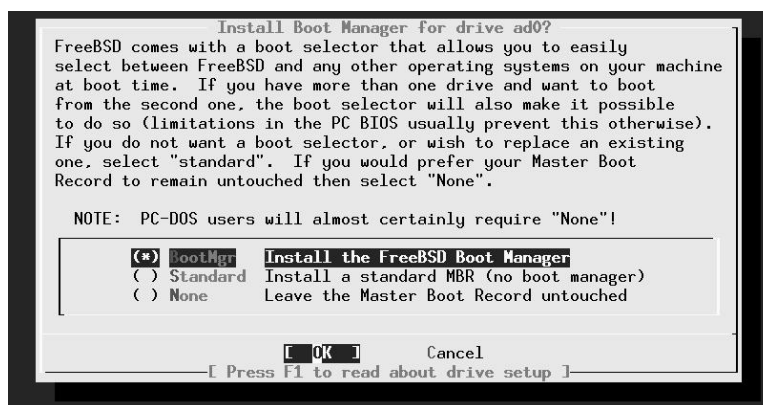 Install Boot Manager for drive ad0?
FreeBSD comes with a boot selector that allows you to easily
select between FreeBSD and any other operating systems on your machine
at boot time.  If you have more than one drive and want to boot
from the second one, the boot selector will also make it possible
to do so (limitations in the PC BIOS usually prevent this otherwise).
If you do not want a boot selector, or wish to replace an existing
one, select "standard".  If you would prefer your Master Boot
Record to remain untouched then select "None".
NOTE:  PC-DOS users will almost certainly require "None"!
(*) BootMgr   Install the FreeBSD Boot Manager
( ) Standard  Install a standard MBR (no boot manager)
( ) None      Leave the Master Boot Record untouched
[ OK ]       Cancel
[ Press F1 to read about drive setup ]